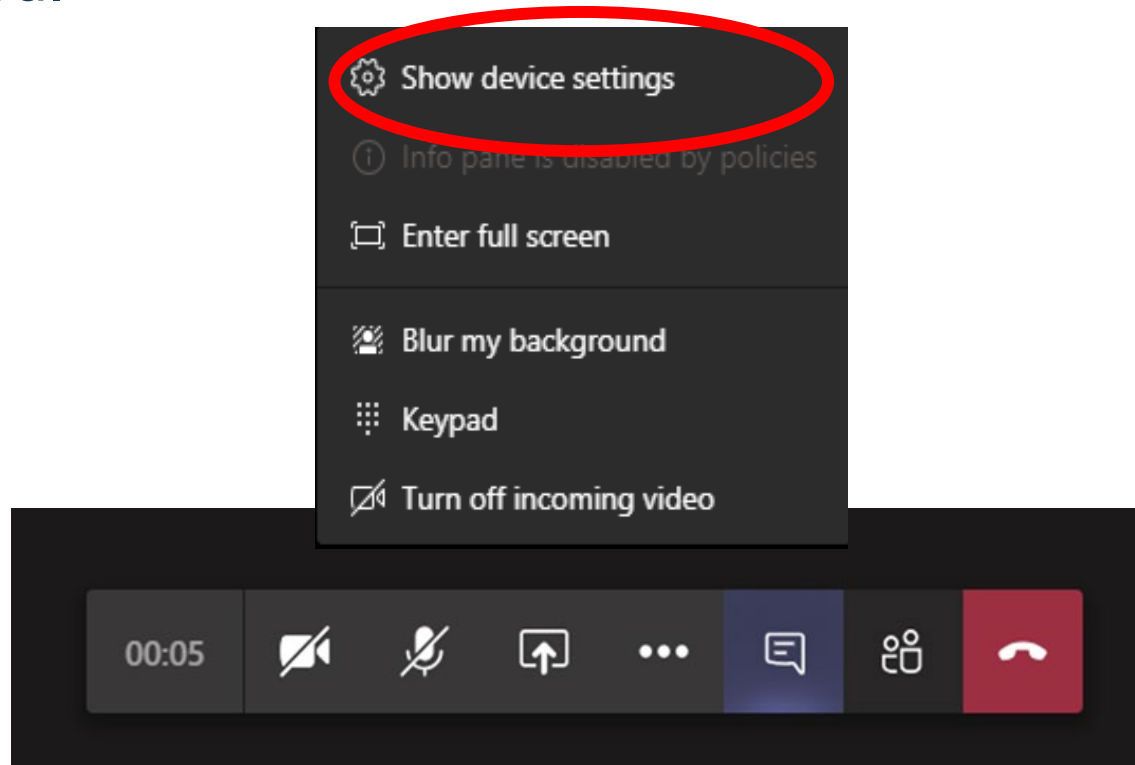 Show device settings
Info pane is disabled by policies
Enter full screen
Blur my background
Keypad
Turn off incoming video
00:05